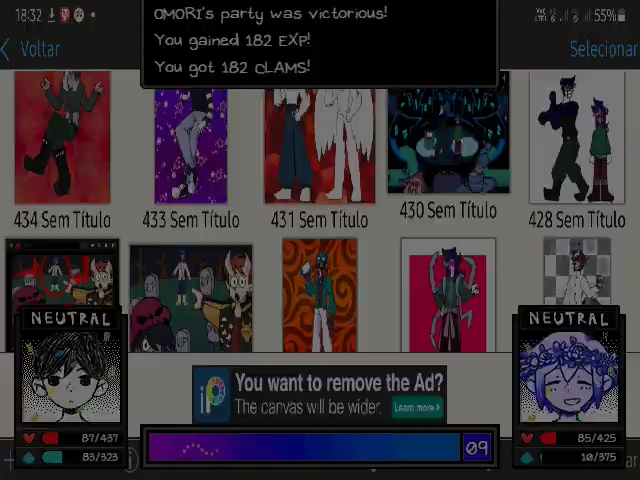 18:32
55%
OMORI's party was victorious!
You gained 182 EXP!
You got 182 CLAMS!
Voltar
Selecionar
434 Sem Título
433 Sem Título
431 Sem Título
430 Sem Título
428 Sem Título
NEUTRAL
NEUTRAL
You want to remove the Ad?
The canvas will be wider.
Learn more >
iP
87/437
83/323
09
85/425
10/375
ar